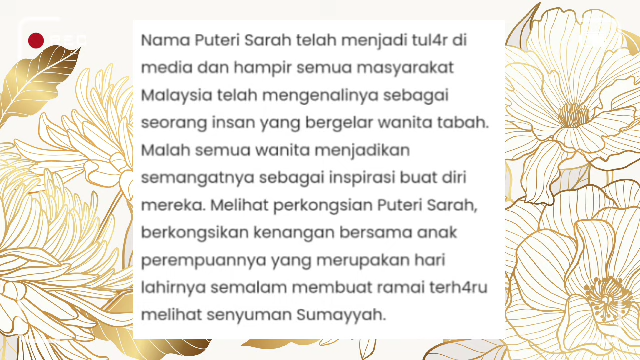 Nama Puteri Sarah telah menjadi tul4r di
media dan hampir semua masyarakat
Malaysia telah mengenalinya sebagai
seorang insan yang bergelar wanita tabah.
Malah semua wanita menjadikan
semangatnya sebagai inspirasi buat diri
mereka. Melihat perkongsian Puteri Sarah,
berkongsikan kenangan bersama anak
perempuannya yang merupakan hari
lahirnya semalam membuat ramai terh4ru
melihat senyuman Sumayyah.